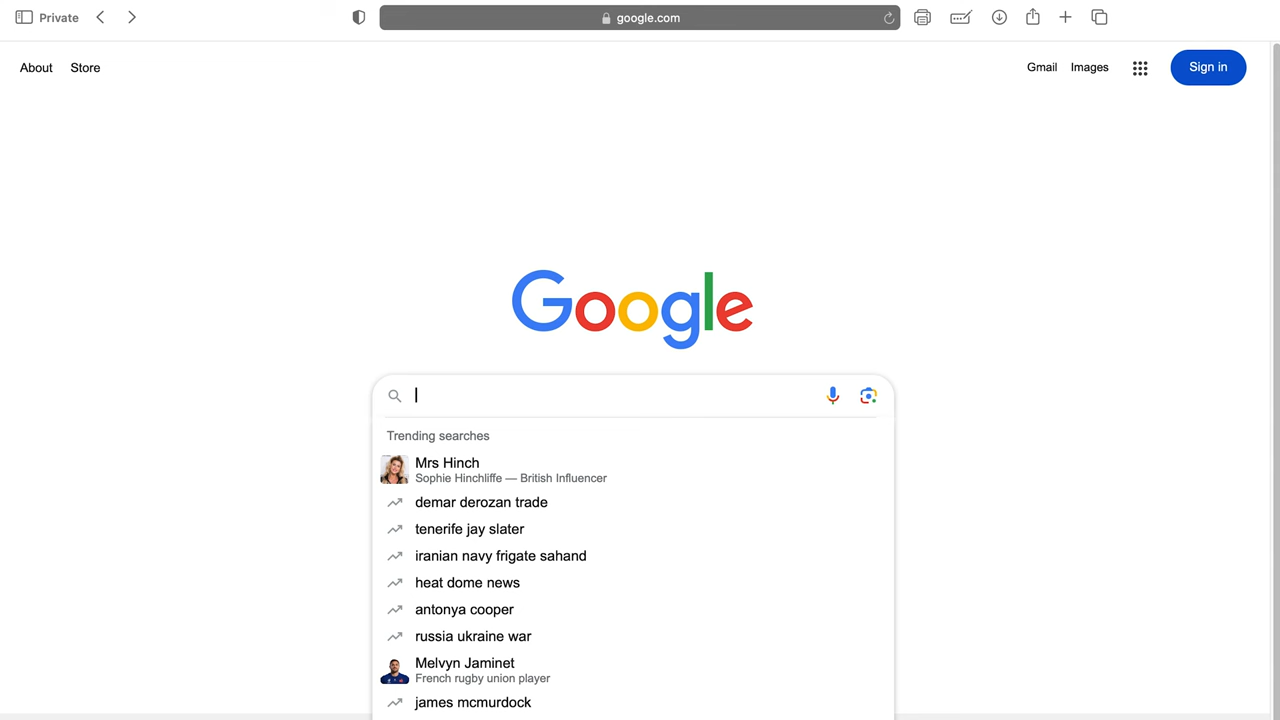 Private
google.com
About Store
Gmail Images
Sign in
Google
Trending searches
Mrs Hinch
Sophie Hinchliffe — British Influencer
demar derozan trade
tenerife jay slater
iranian navy frigate sahand
heat dome news
antonya cooper
russia ukraine war
Melvyn Jaminet
French rugby union player
james mcmurdock